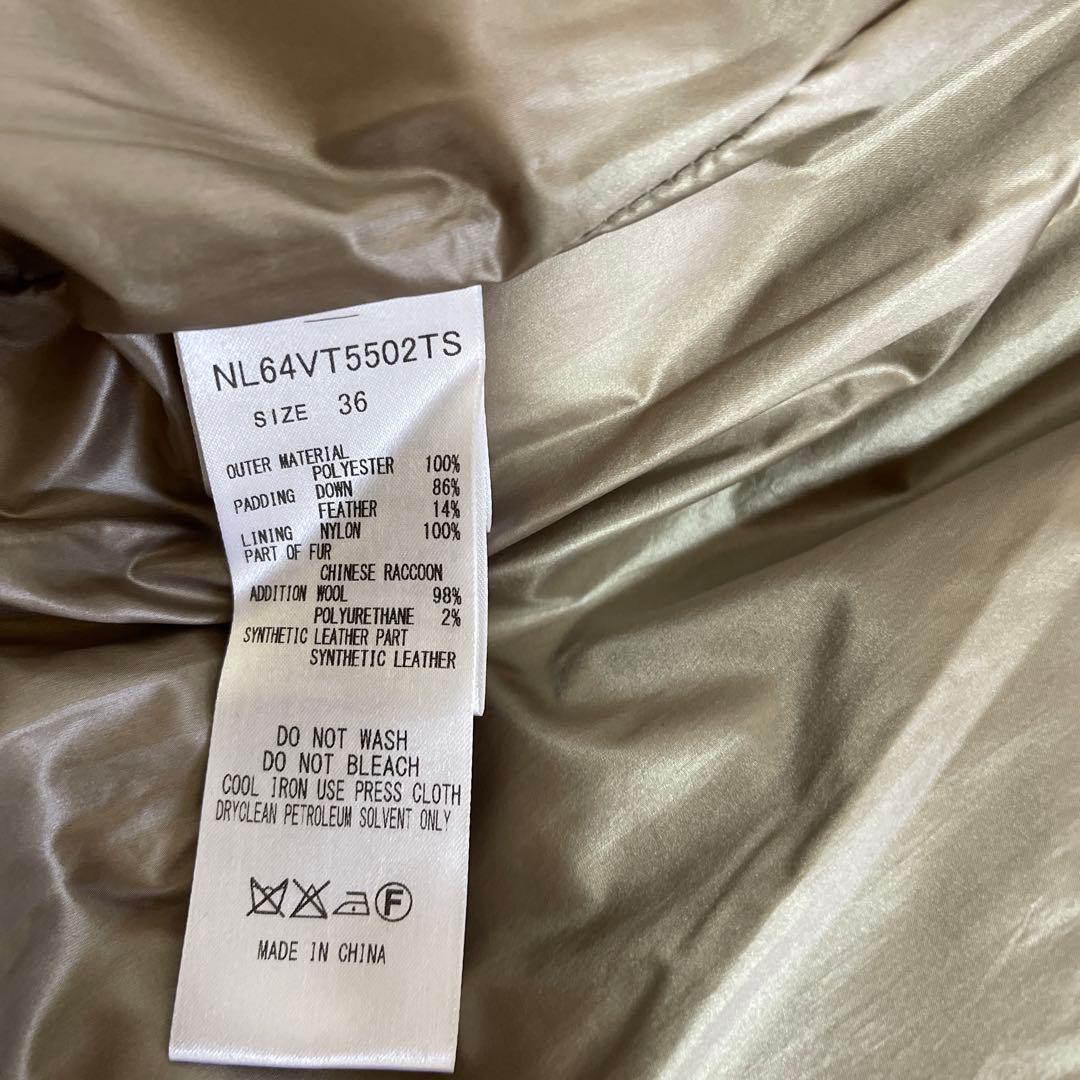 NL64VT5502TS
SIZE 36
OUTER MATERIAL
POLYESTER 100%
PADDING DOWN 86%
FEATHER 14%
LINING NYLON 100%
PART OF FUR
CHINESE RACCOON
ADDITION WOOL 98%
POLYURETHANE 2%
SYNTHETIC LEATHER PART
SYNTHETIC LEATHER
DO NOT WASH
DO NOT BLEACH
COOL IRON USE PRESS CLOTH
DRYCLEAN PETROLEUM SOLVENT ONLY
F
MADE IN CHINA